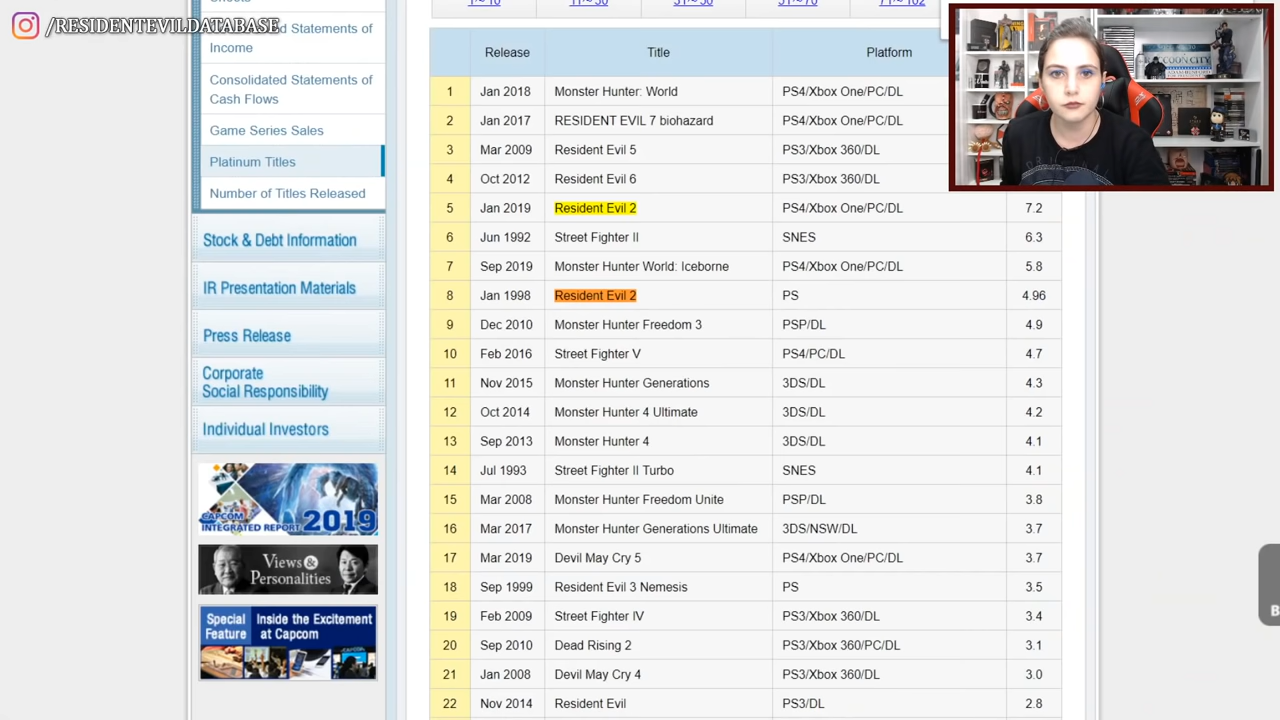 /RESIDENTEVILDATABASE
d Statements of
Income
Consolidated Statements of
Cash Flows
Game Series Sales
Platinum Titles
Number of Titles Released
Stock & Debt Information
IR Presentation Materials
Press Release
Corporate
Social Responsibility
Individual Investors
CAPCOM
INTEGRATED REPORT 2019
Views &
Personalities
Special
Feature
Inside the Excitement
at Capcom
Release Title Platform
1 Jan 2018 Monster Hunter: World PS4/Xbox One/PC/DL
2 Jan 2017 RESIDENT EVIL 7 biohazard PS4/Xbox One/PC/DL
3 Mar 2009 Resident Evil 5 PS3/Xbox 360/DL
4 Oct 2012 Resident Evil 6 PS3/Xbox 360/DL
5 Jan 2019 Resident Evil 2 PS4/Xbox One/PC/DL 7.2
6 Jun 1992 Street Fighter II SNES 6.3
7 Sep 2019 Monster Hunter World: Iceborne PS4/Xbox One/PC/DL 5.8
8 Jan 1998 Resident Evil 2 PS 4.96
9 Dec 2010 Monster Hunter Freedom 3 PSP/DL 4.9
10 Feb 2016 Street Fighter V PS4/PC/DL 4.7
11 Nov 2015 Monster Hunter Generations 3DS/DL 4.3
12 Oct 2014 Monster Hunter 4 Ultimate 3DS/DL 4.2
13 Sep 2013 Monster Hunter 4 3DS/DL 4.1
14 Jul 1993 Street Fighter II Turbo SNES 4.1
15 Mar 2008 Monster Hunter Freedom Unite PSP/DL 3.8
16 Mar 2017 Monster Hunter Generations Ultimate 3DS/NSW/DL 3.7
17 Mar 2019 Devil May Cry 5 PS4/Xbox One/PC/DL 3.7
18 Sep 1999 Resident Evil 3 Nemesis PS 3.5
19 Feb 2009 Street Fighter IV PS3/Xbox 360/DL 3.4
20 Sep 2010 Dead Rising 2 PS3/Xbox 360/PC/DL 3.1
21 Jan 2008 Devil May Cry 4 PS3/Xbox 360/DL 3.0
22 Nov 2014 Resident Evil PS3/DL 2.8
RACCOON CITY
B